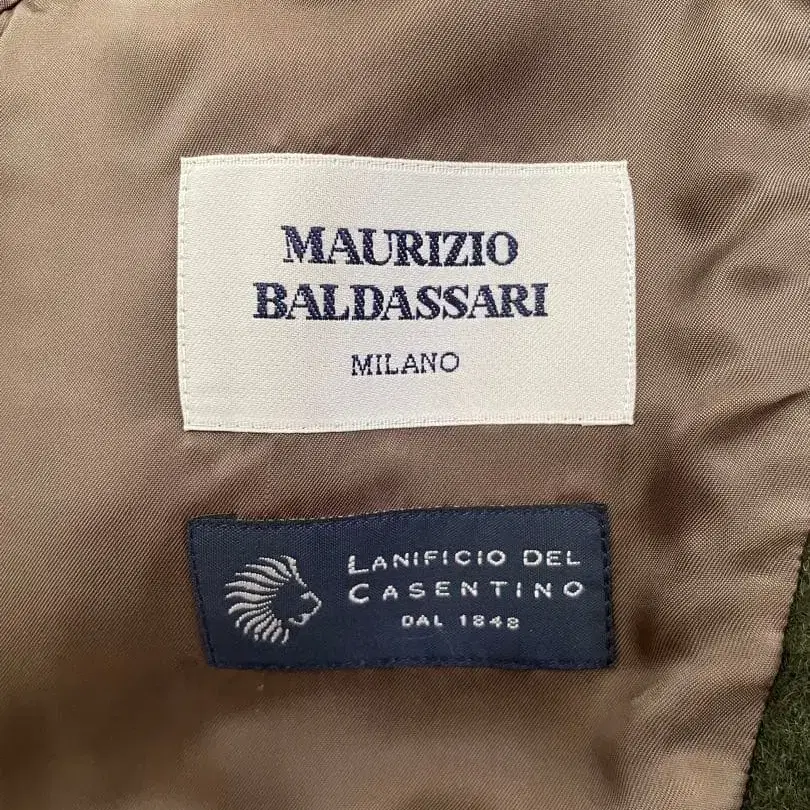 MAURIZIO
BALDASSARI
MILANO
LANIFICIO DEL
CASENTINO
DAL 1848